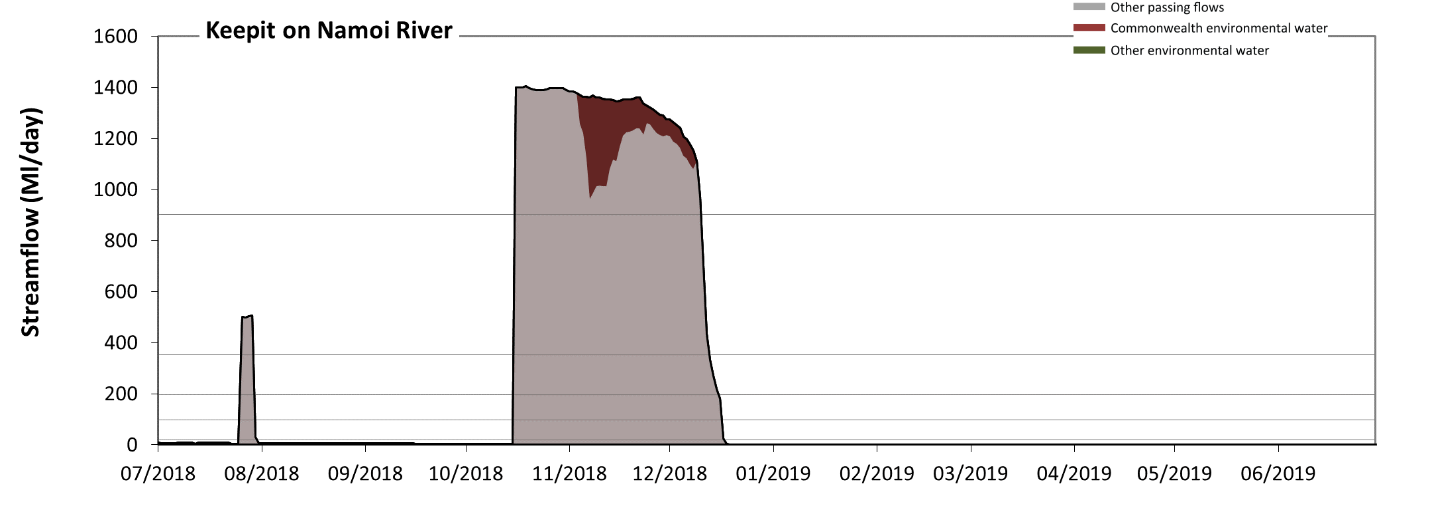 Other passing flows
Keepit on Namoi River
Commonwealth environmental water
Other environmental water
Streamflow (Ml/day)
1600
1400
1200
1000
800
600
400
200
0
07/2018 08/2018 09/2018 10/2018 11/2018 12/2018 01/2019 02/2019 03/2019 04/2019 05/2019 06/2019